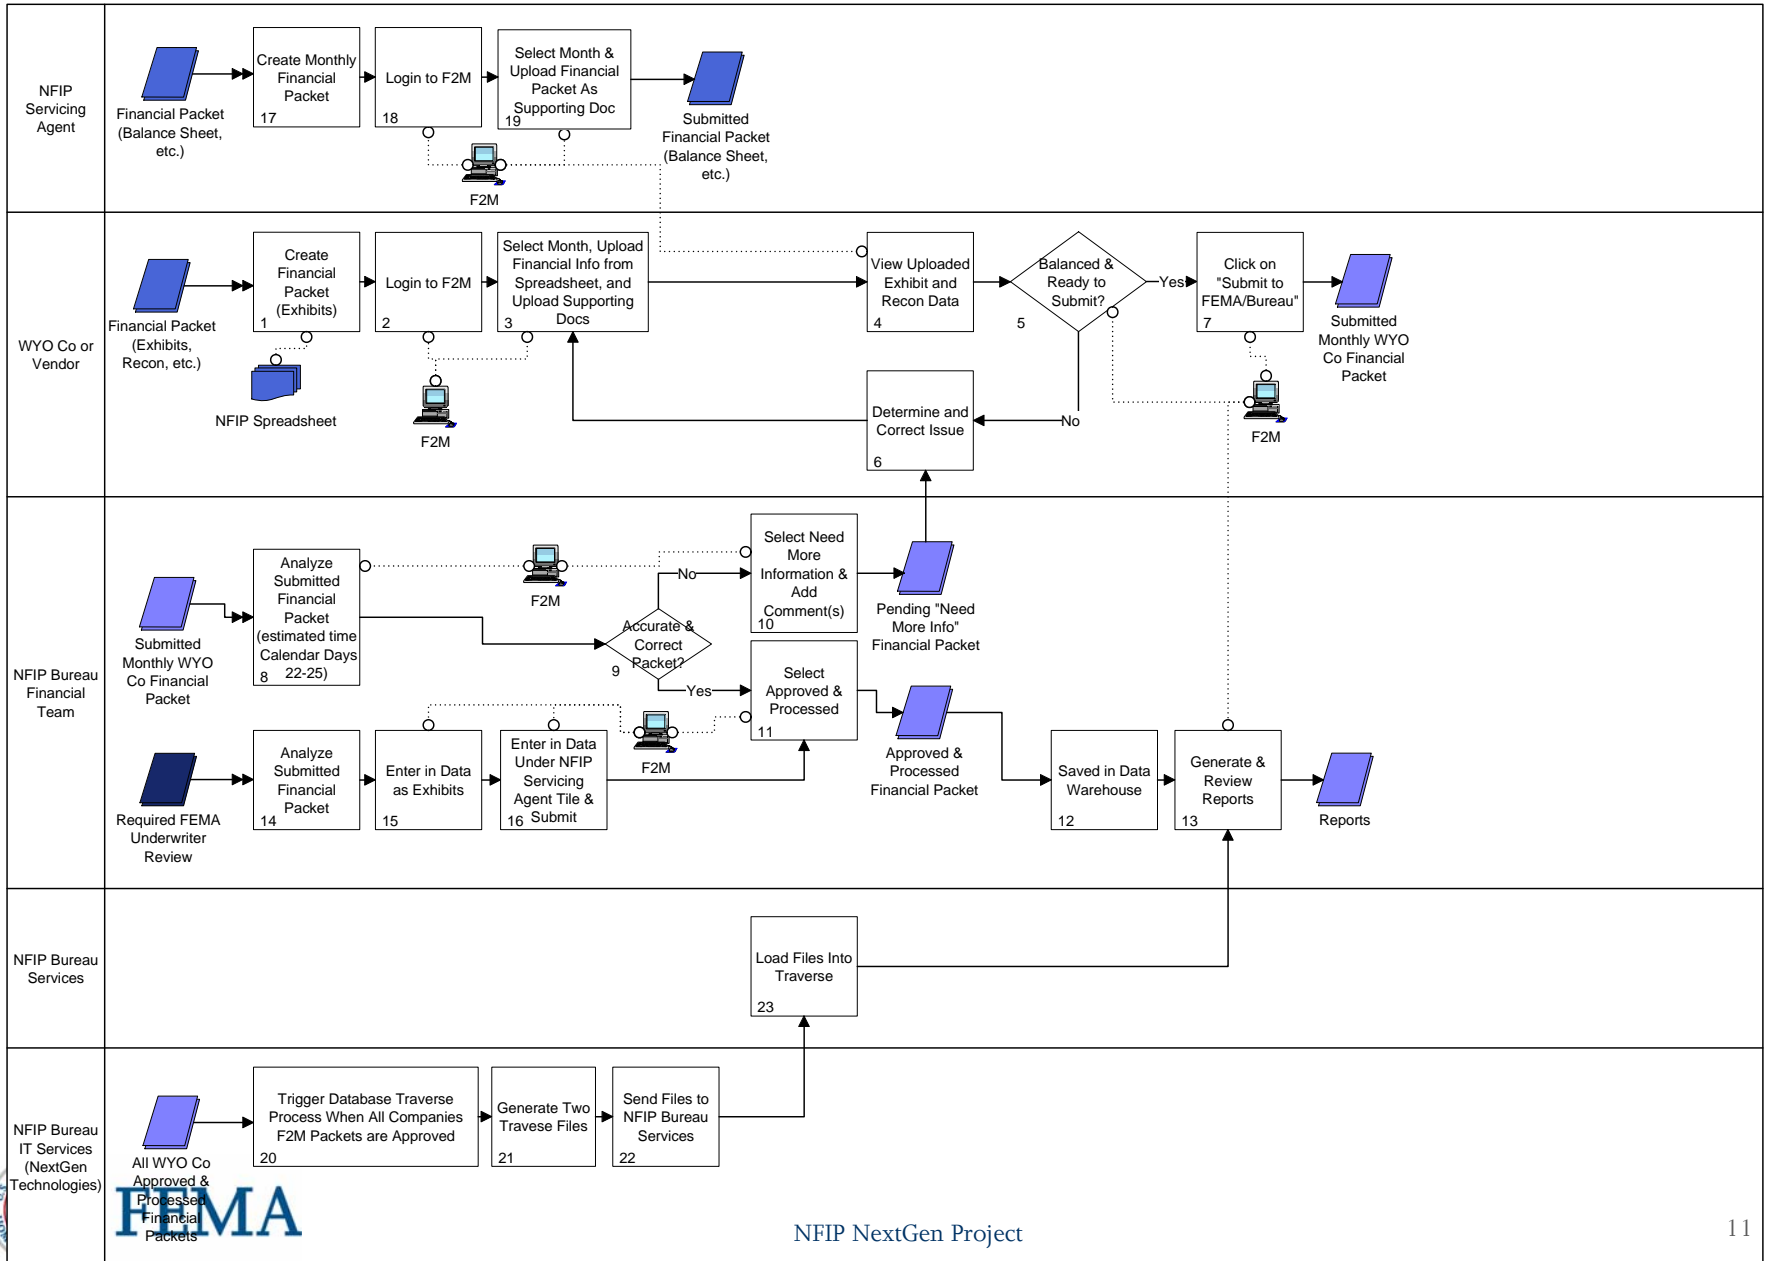 NFIP
Servicing
Agent
Financial Packet
(Balance Sheet,
etc.)
Create Monthly
Financial
Packet
17
Login to F2M
18
Select Month &
Upload Financial
Packet As
Supporting Doc
19
Submitted
Financial Packet
(Balance Sheet,
etc.)
F2M
WYO Co or
Vendor
Financial Packet
(Exhibits,
Recon, etc.)
Create
Financial
Packet
(Exhibits)
1
NFIP Spreadsheet
Login to F2M
2
Select Month, Upload
Financial Info from
Spreadsheet, and
Upload Supporting
Docs
3
F2M
View Uploaded
Exhibit and
Recon Data
4
Balanced &
Ready to
Submit?
5
Yes
No
Click on
"Submit to
FEMA/Bureau"
7
Submitted
Monthly WYO
Co Financial
Packet
F2M
Determine and
Correct Issue
6
NFIP Bureau
Financial
Team
Submitted
Monthly WYO
Co Financial
Packet
Analyze
Submitted
Financial
Packet
(estimated time
Calendar Days
22-25)
8
F2M
Accurate &
Correct
Packet?
9
No
Yes
Select Need
More
Information &
Add
Comment(s)
10
Pending "Need
More Info"
Financial Packet
Select
Approved &
Processed
11
Approved &
Processed
Financial Packet
Required FEMA
Underwriter
Review
Analyze
Submitted
Financial
Packet
14
Enter in Data
as Exhibits
15
Enter in Data
Under NFIP
Servicing
Agent Tile &
Submit
16
F2M
Saved in Data
Warehouse
12
Generate &
Review
Reports
13
Reports
NFIP Bureau
Services
Load Files Into
Traverse
23
NFIP Bureau
IT Services
(NextGen
Technologies)
All WYO Co
Approved &
Processed
Financial
Packets
Trigger Database Traverse
Process When All Companies
F2M Packets are Approved
20
Generate Two
Travese Files
21
Send Files to
NFIP Bureau
Services
22
FEMA
NFIP NextGen Project
11